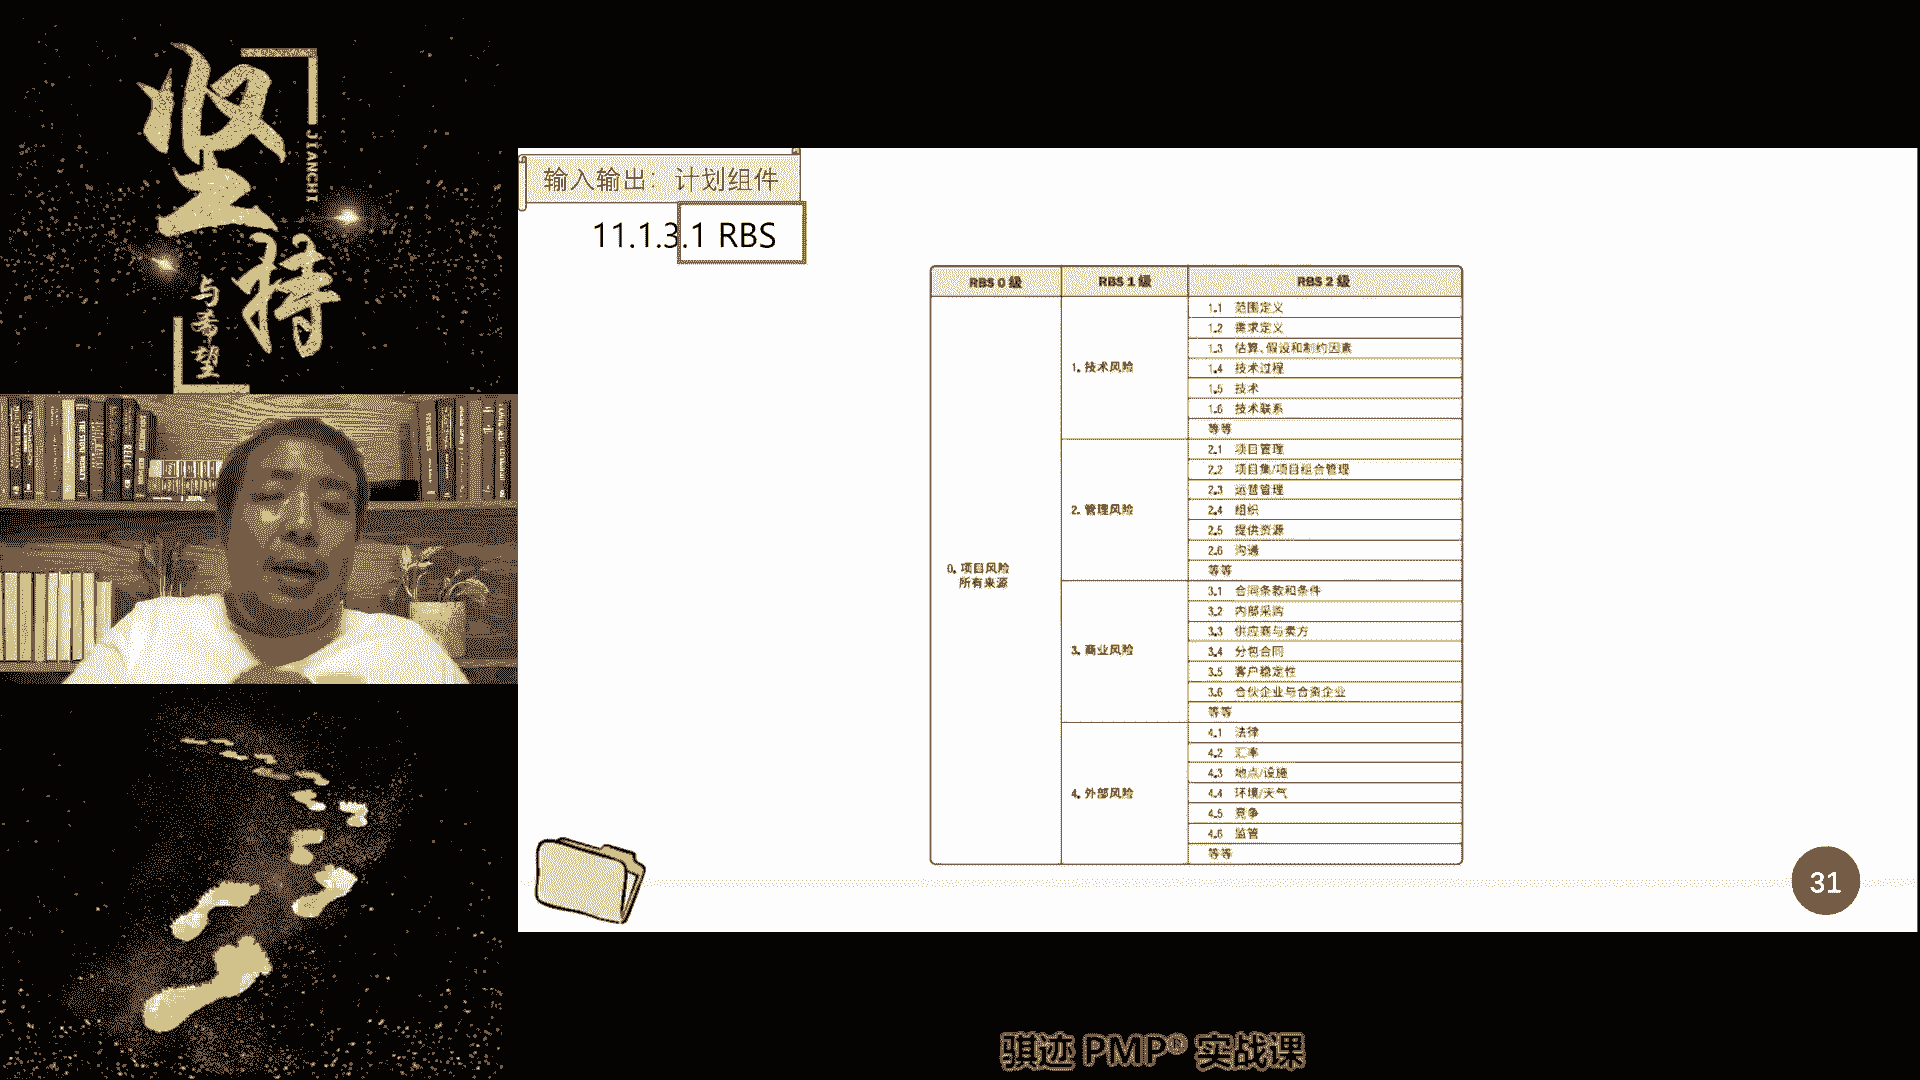 坚持
JIANCHI
与希望
输入输出：计划组件
11.1.3.1 RBS
RBS 0 级
RBS 1 级
RBS 2 级
0. 项目风险
所有来源
1. 技术风险
1.1 范围定义
1.2 需求定义
1.3 估算、假设和制约因素
1.4 技术过程
1.5 技术
1.6 技术联系
等等
2. 管理风险
2.1 项目管理
2.2 项目集/项目组合管理
2.3 运营管理
2.4 组织
2.5 提供资源
2.6 沟通
等等
3. 商业风险
3.1 合同条款和条件
3.2 内部采购
3.3 供应商与卖方
3.4 分包合同
3.5 客户稳定性
3.6 合伙企业与合资企业
等等
4. 外部风险
4.1 法律
4.2 汇率
4.3 地点/设施
4.4 环境/天气
4.5 竞争
4.6 监管
等等
31
骐迹 PMP® 实战课